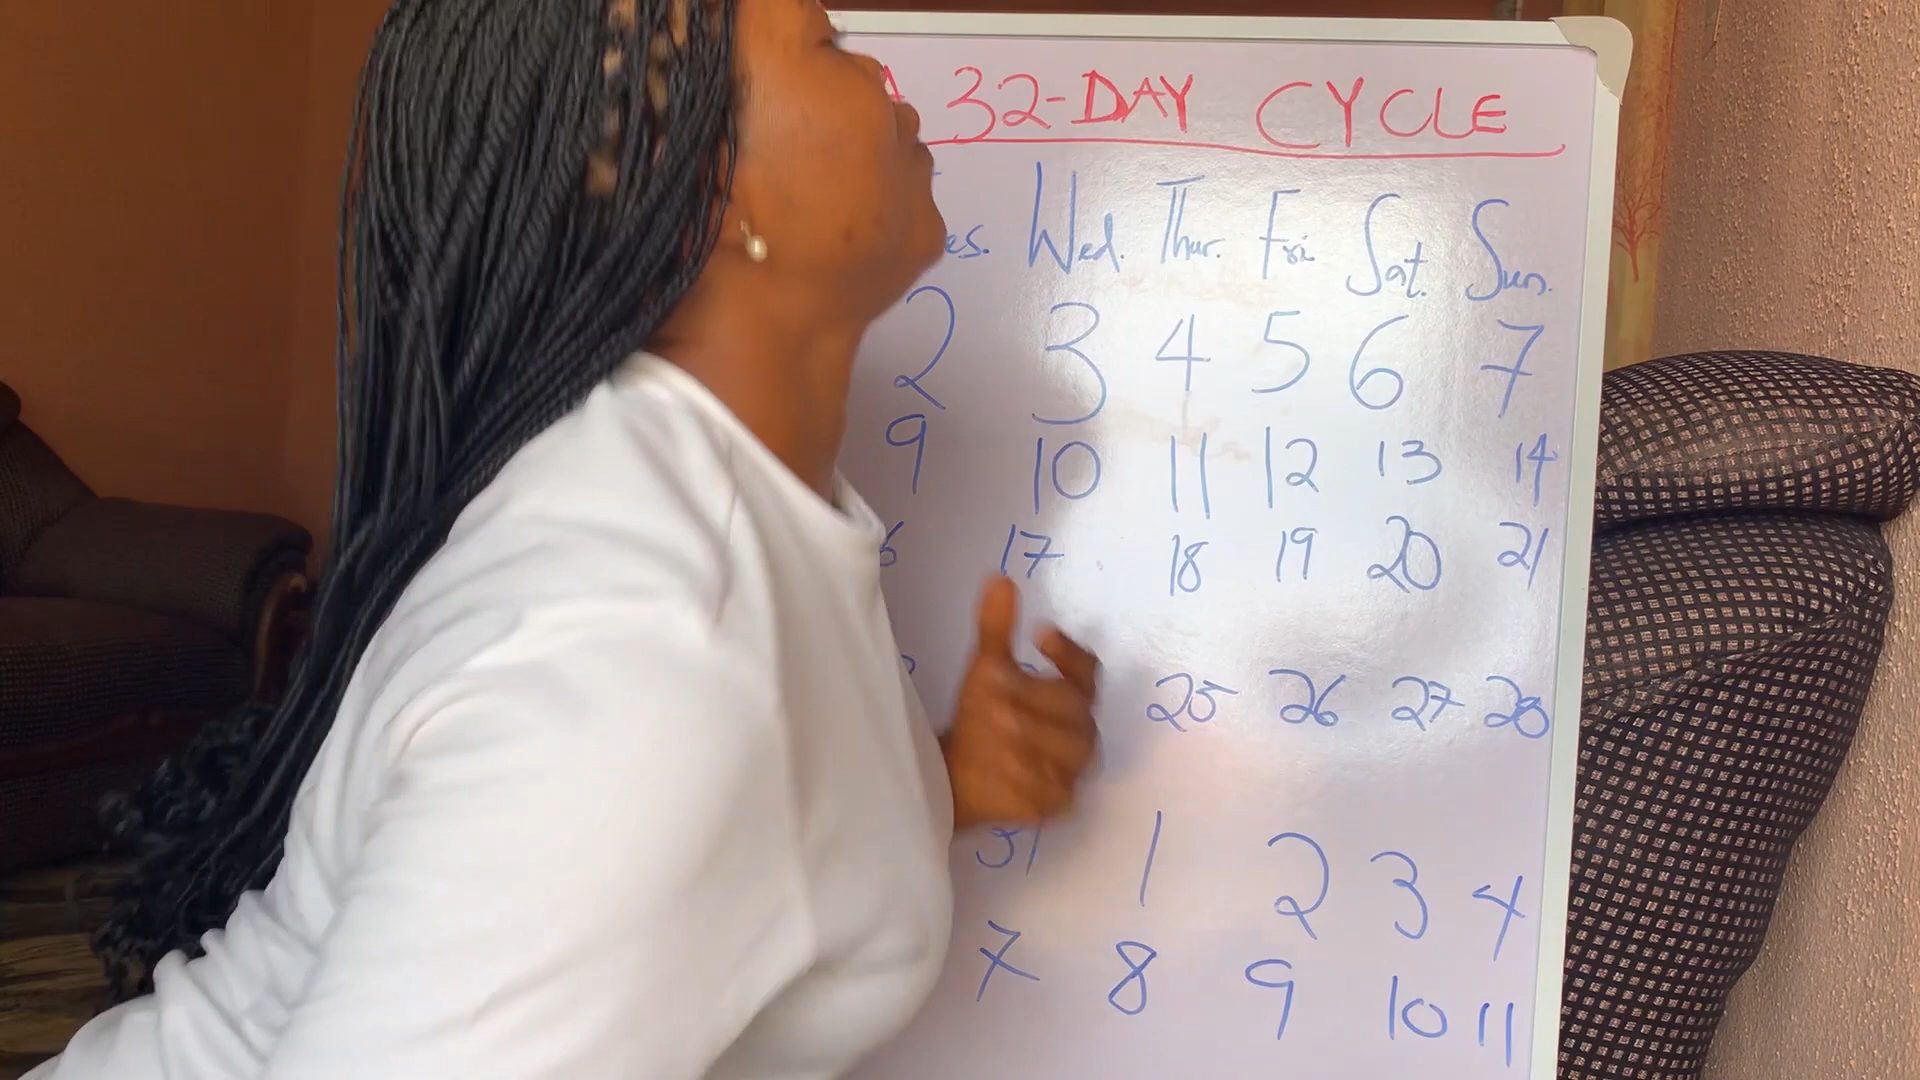 A 32-DAY CYCLE
Wed. Thur. Fri Sat. Sun.
2 3 4 5 6 7
9 10 11 12 13 14
17 18 19 20 21
25 26 27 28
31 1 2 3 4
7 8 9 10 11